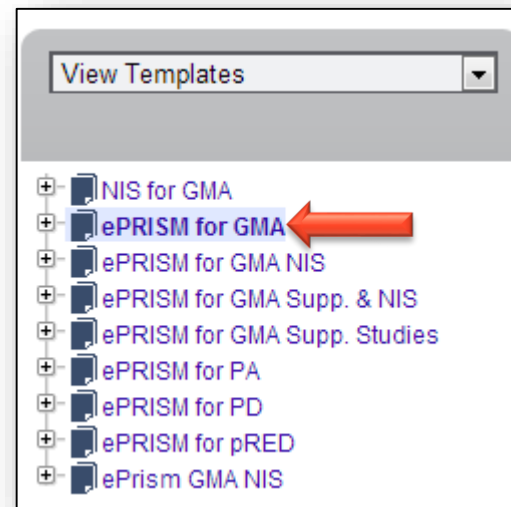 View Templates
NIS for GMA
ePRISM for GMA
ePRISM for GMA NIS
ePRISM for GMA Supp. & NIS
ePRISM for GMA Supp. Studies
ePRISM for PA
ePRISM for PD
ePRISM for pRED
ePrism GMA NIS